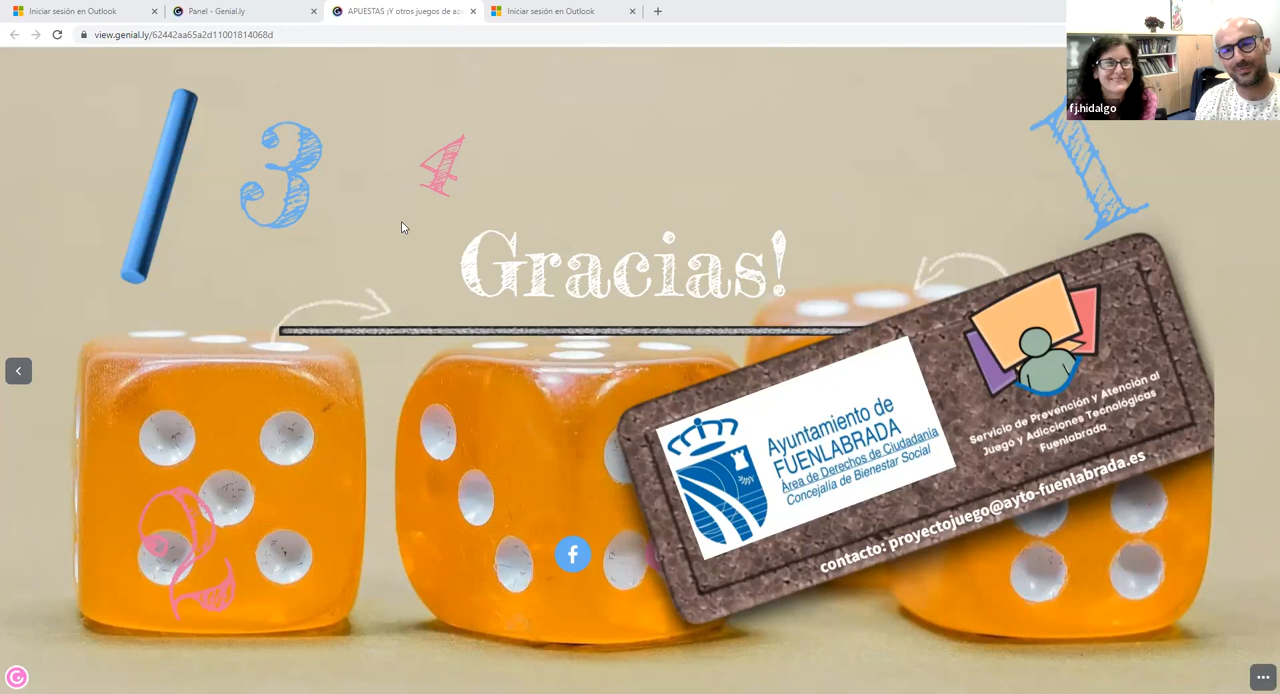 Iniciar sesión en Outlook
Panel - Genial.ly
APUESTAS ¡Y otros juegos de az
Iniciar sesión en Outlook
view.genial.ly/62442aa65a2d11001814068d
f.j.hidalgo
3
4
1
Gracias!
2
Ayuntamiento de
FUENLABRADA
Área de Derechos de Ciudadanía
Concejalía de Bienestar Social
Servicio de Prevención y Atención al
Juego y Adicciones Tecnológicas
Fuenlabrada
contacto: proyectojuego@ayto-fuenlabrada.es